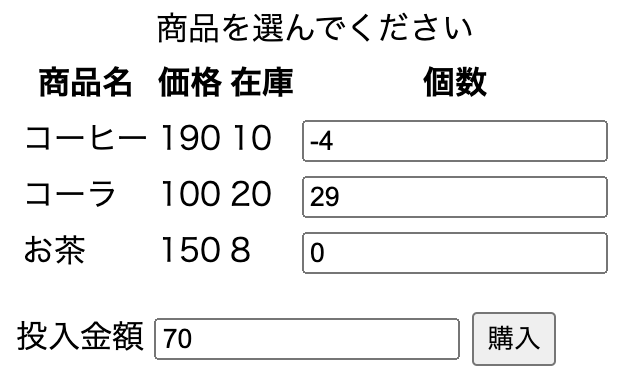 商品を選んでください
商品名 価格 在庫 個数
コーヒー 190 10 -4
コーラ 100 20 29
お茶 150 8 0
投入金額 70 購入